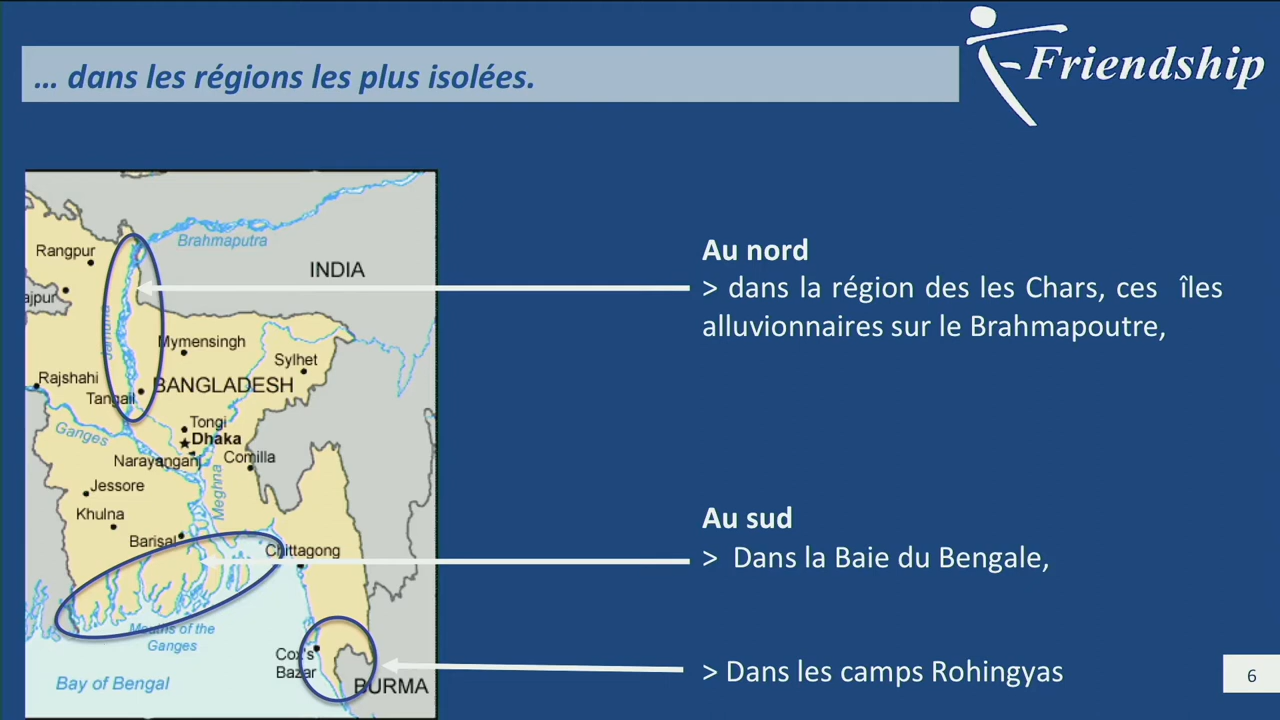 … dans les régions les plus isolées.
Friendship
Brahmaputra
Rangpur
INDIA
Au nord
> dans la région des les Chars, ces îles
alluvionnaires sur le Brahmapoutre,
ajpur
Jamuna
Mymensingh
Sylhet
Rajshahi
BANGLADESH
Tangail
Tongi
Ganges
Dhaka
Narayanganj
Comilla
Meghna
Jessore
Khulna
Au sud
Barisal
Chittagong
> Dans la Baie du Bengale,
Mouths of the
Ganges
Cox's
Bazar
> Dans les camps Rohingyas
Bay of Bengal
BURMA
6